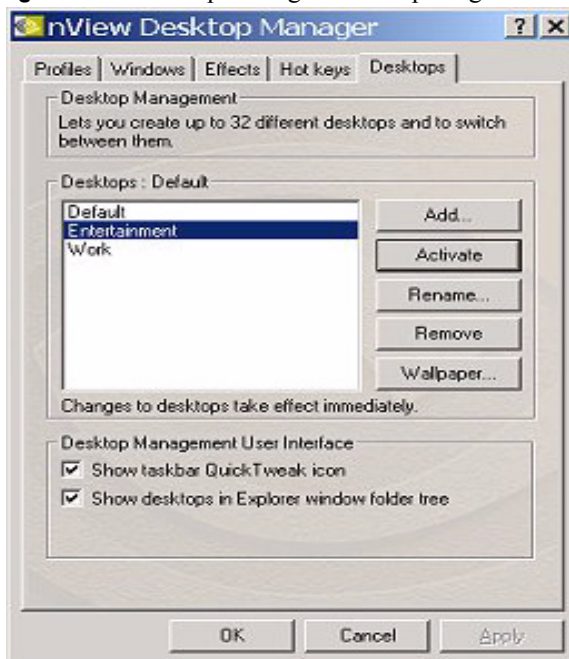 nView Desktop Manager
Profiles Windows Effects Hot keys Desktops
Desktop Management
Lets you create up to 32 different desktops and to switch
between them.
Desktops : Default
Default
Entertainment
Work
Add...
Activate
Rename...
Remove
Wallpaper...
Changes to desktops take effect immediately.
Desktop Management User Interface
Show taskbar QuickTweak icon
Show desktops in Explorer window folder tree
OK Cancel Apply